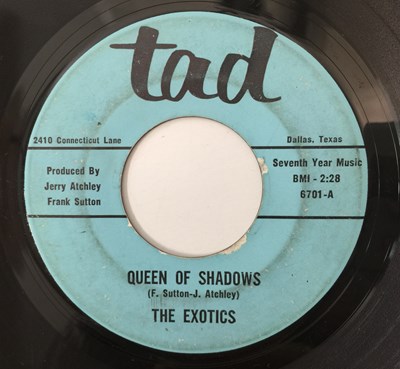 tad
2410 Connecticut Lane
Dallas, Texas
Produced By
Jerry Atchley
Frank Sutton
Seventh Year Music
BMI - 2:28
6701-A
QUEEN OF SHADOWS
(F. Sutton-J. Atchley)
THE EXOTICS